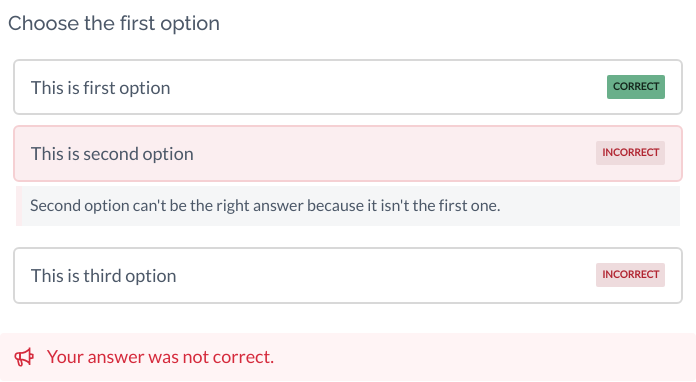 Choose the first option
This is first option CORRECT
This is second option INCORRECT
Second option can't be the right answer because it isn't the first one.
This is third option INCORRECT
Your answer was not correct.